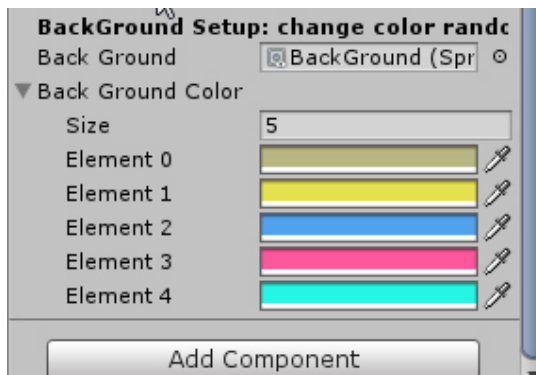 BackGround Setup: change color rando
Back Ground BackGround (Spr
Back Ground Color
Size 5
Element 0
Element 1
Element 2
Element 3
Element 4
Add Component